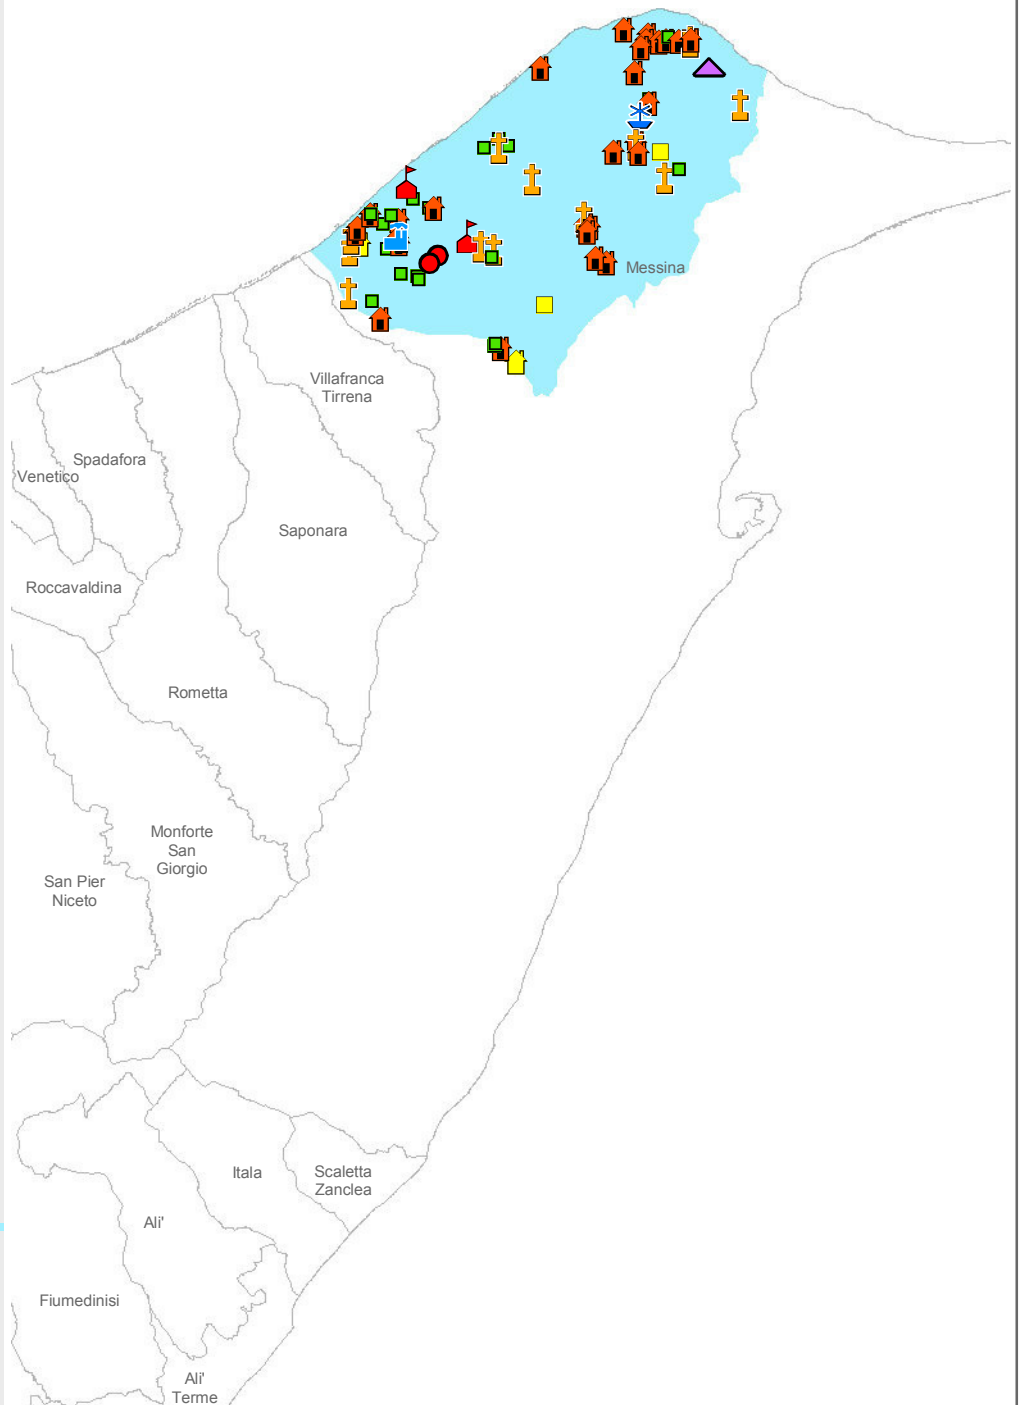 Messina
Villafranca
Tirrena
Spadafora
Venetico
Saponara
Roccavaldina
Rometta
Monforte
San
Giorgio
San Pier
Niceto
Itala
Scaletta
Zanclea
Ali'
Fiumedinisi
Ali'
Terme